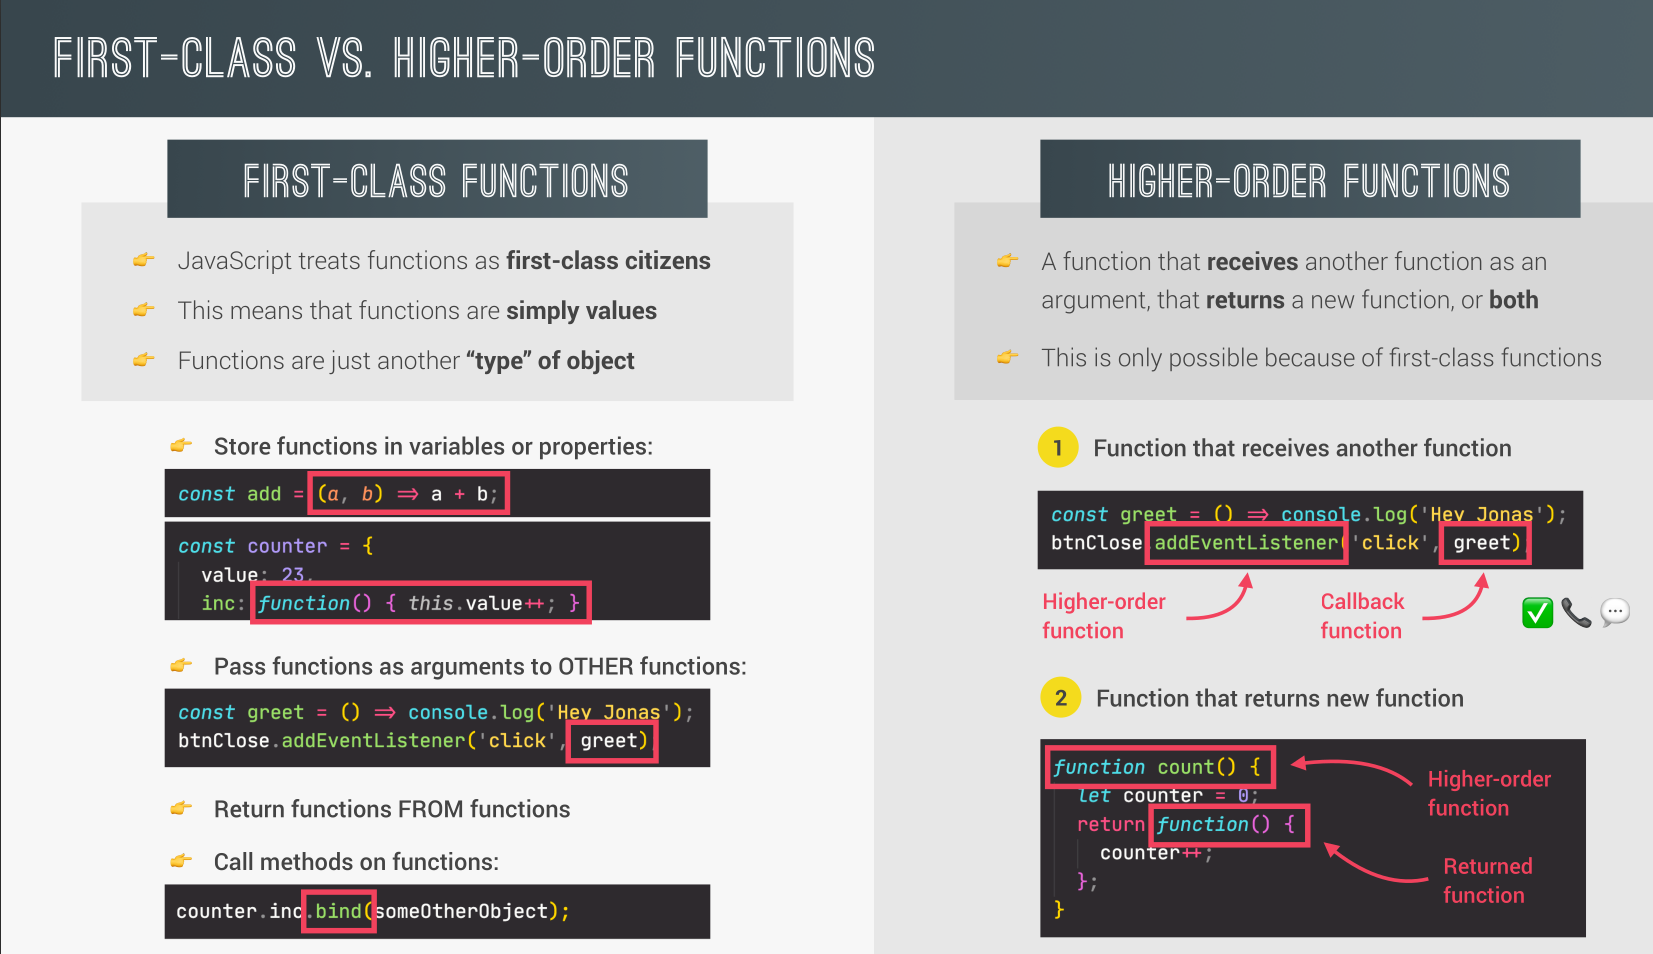 FIRST-CLASS VS. HIGHER-ORDER FUNCTIONS
FIRST-CLASS FUNCTIONS
JavaScript treats functions as first-class citizens
This means that functions are simply values
Functions are just another “type” of object
Store functions in variables or properties:
const add = (a, b) => a + b;
const counter = {
value: 23,
inc: function() { this.value++; }
Pass functions as arguments to OTHER functions:
const greet = () => console.log('Hey Jonas');
btnClose.addEventListener('click', greet)
Return functions FROM functions
Call methods on functions:
counter.inc.bind(someOtherObject);
HIGHER-ORDER FUNCTIONS
A function that receives another function as an
argument, that returns a new function, or both
This is only possible because of first-class functions
1 Function that receives another function
const greet = () => console.log('Hey Jonas');
btnClose.addEventListener('click', greet)
Higher-order
function
Callback
function
2 Function that returns new function
function count() {
let counter = 0;
return function() {
counter++;
};
}
Higher-order
function
Returned
function